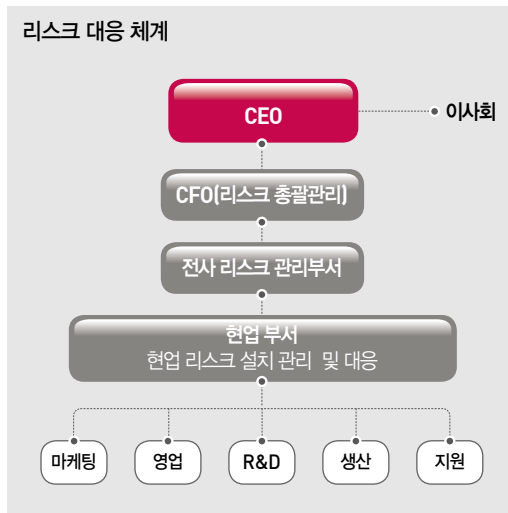 리스크 대응 체계
CEO
이사회
CFO(리스크 총괄관리)
전사 리스크 관리부서
현업 부서
현업 리스크 설치 관리 및 대응
마케팅
영업
R&D
생산
지원